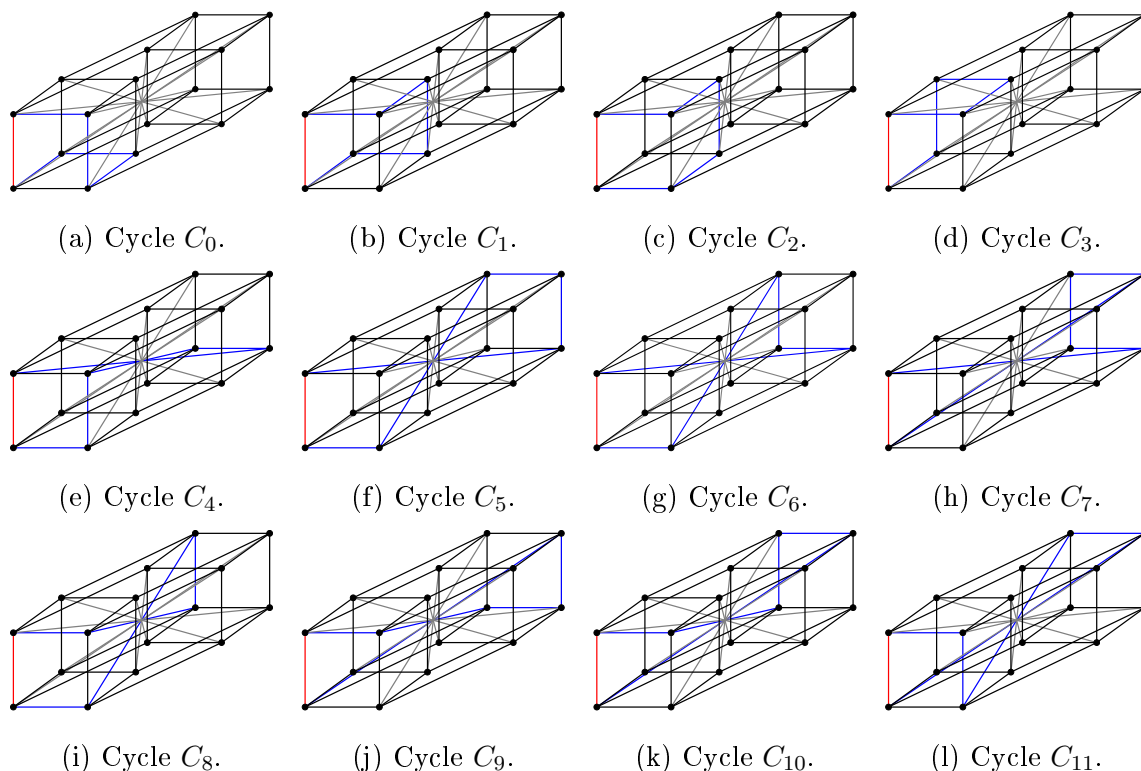 (a) Cycle C₀. (b) Cycle C₁. (c) Cycle C₂. (d) Cycle C₃.
(e) Cycle C₄. (f) Cycle C₅. (g) Cycle C₆. (h) Cycle C₇.
(i) Cycle C₈. (j) Cycle C₉. (k) Cycle C₁₀. (l) Cycle C₁₁.